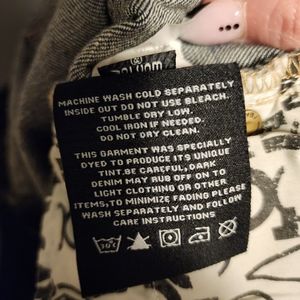 MACHINE WASH COLD SEPARATELY
INSIDE OUT DO NOT USE BLEACH.
TUMBLE DRY LOW.
COOL IRON IF NEEDED.
DO NOT DRY CLEAN.
THIS GARMENT WAS SPECIALLY
DYED TO PRODUCE ITS UNIQUE
TINT.BE CAREFUL,DARK
DENIM MAY RUB OFF ON
LIGHT CLOTHING OR OTHER
ITEMS,TO MINIMIZE FADING PLEASE
WASH SEPARATELY AND FOLLOW
CARE INSTRUCTIONS
30°